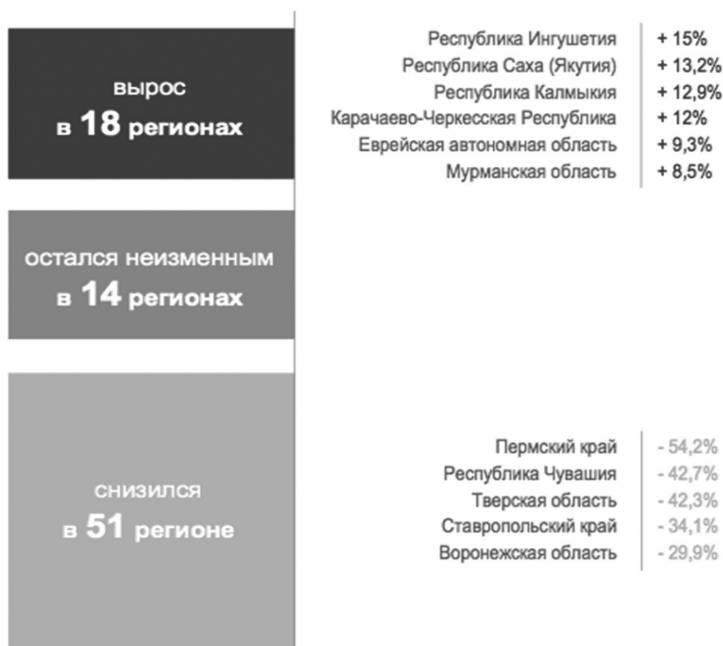 вырос
в 18 регионах
Республика Ингушетия + 15%
Республика Саха (Якутия) + 13,2%
Республика Калмыкия + 12,9%
Карачаево-Черкесская Республика + 12%
Еврейская автономная область + 9,3%
Мурманская область + 8,5%
остался неизменным
в 14 регионах
снизился
в 51 регионе
Пермский край - 54,2%
Республика Чувашия - 42,7%
Тверская область - 42,3%
Ставропольский край - 34,1%
Воронежская область - 29,9%